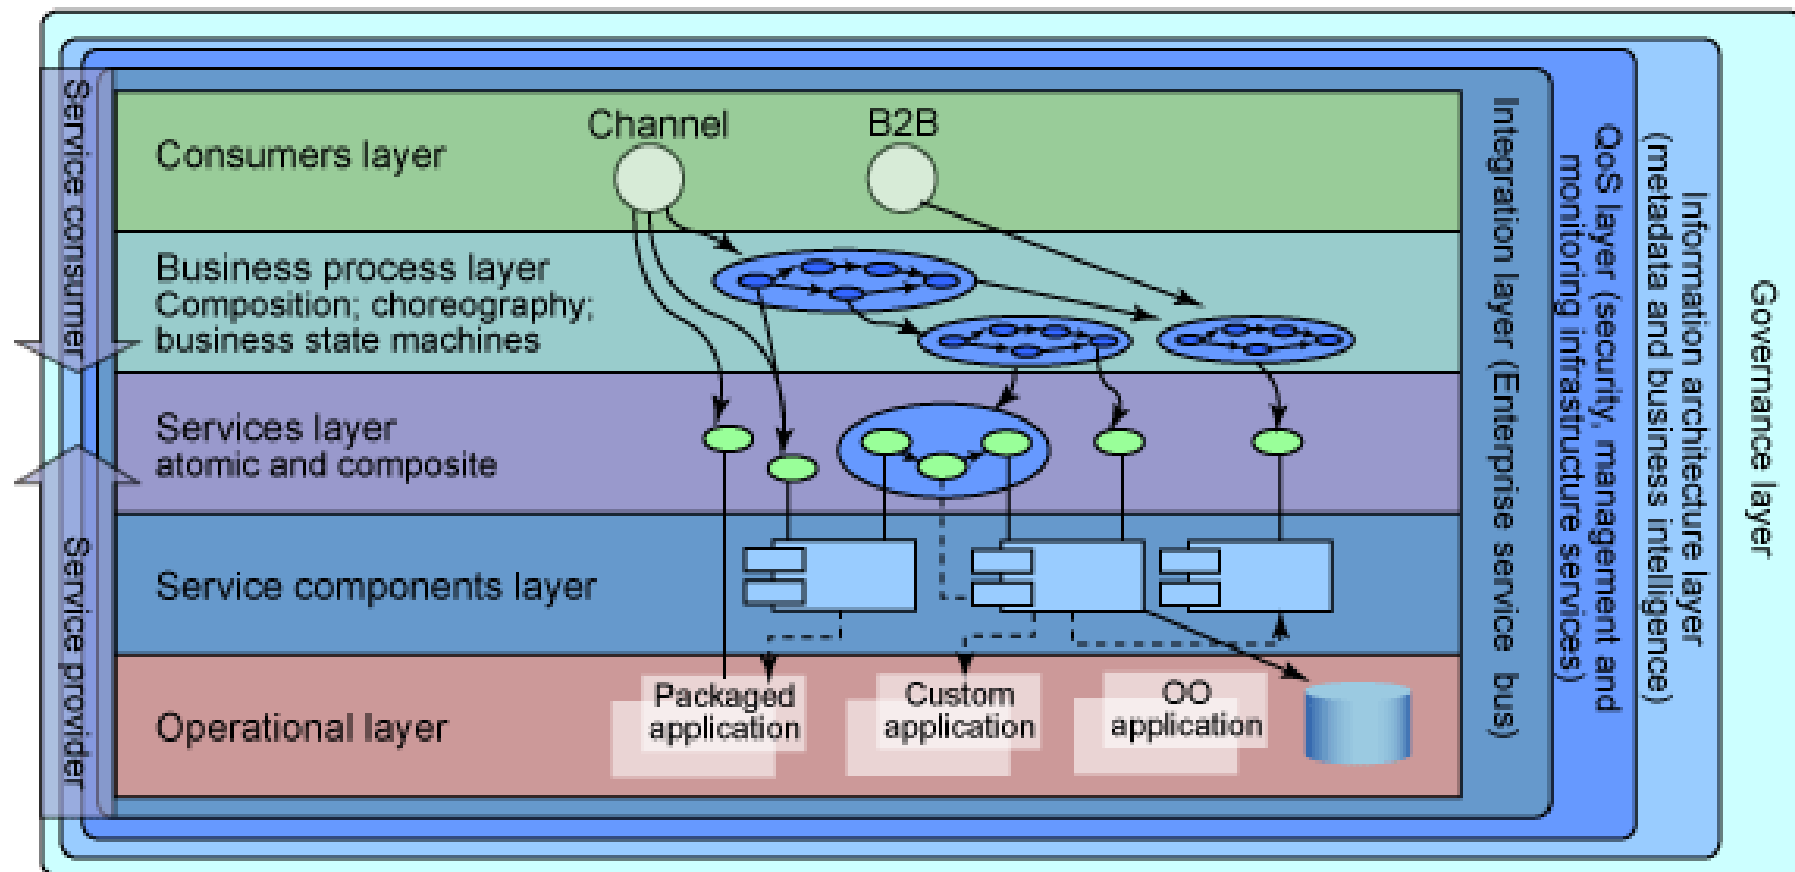 Channel
B2B
Consumers layer
Business process layer
Composition; choreography;
business state machines
Services layer
atomic and composite
Service components layer
Operational layer
Packaged
application
Custom
application
OO
application
Service consumer
Service provider
Integration layer (Enterprise service bus)
QoS layer (security, management and
monitoring infrastructure services)
Information architecture layer
(metadata and business intelligence)
Governance layer